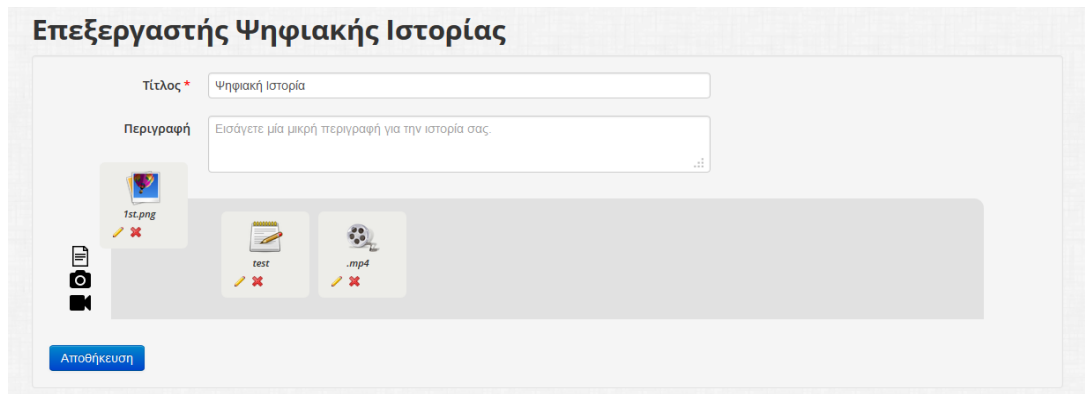 Επεξεργαστής Ψηφιακής Ιστορίας
Τίτλος *
Ψηφιακή Ιστορία
Περιγραφή
Εισάγετε μία μικρή περιγραφή για την ιστορία σας.
1st.png
test
.mp4
Αποθήκευση